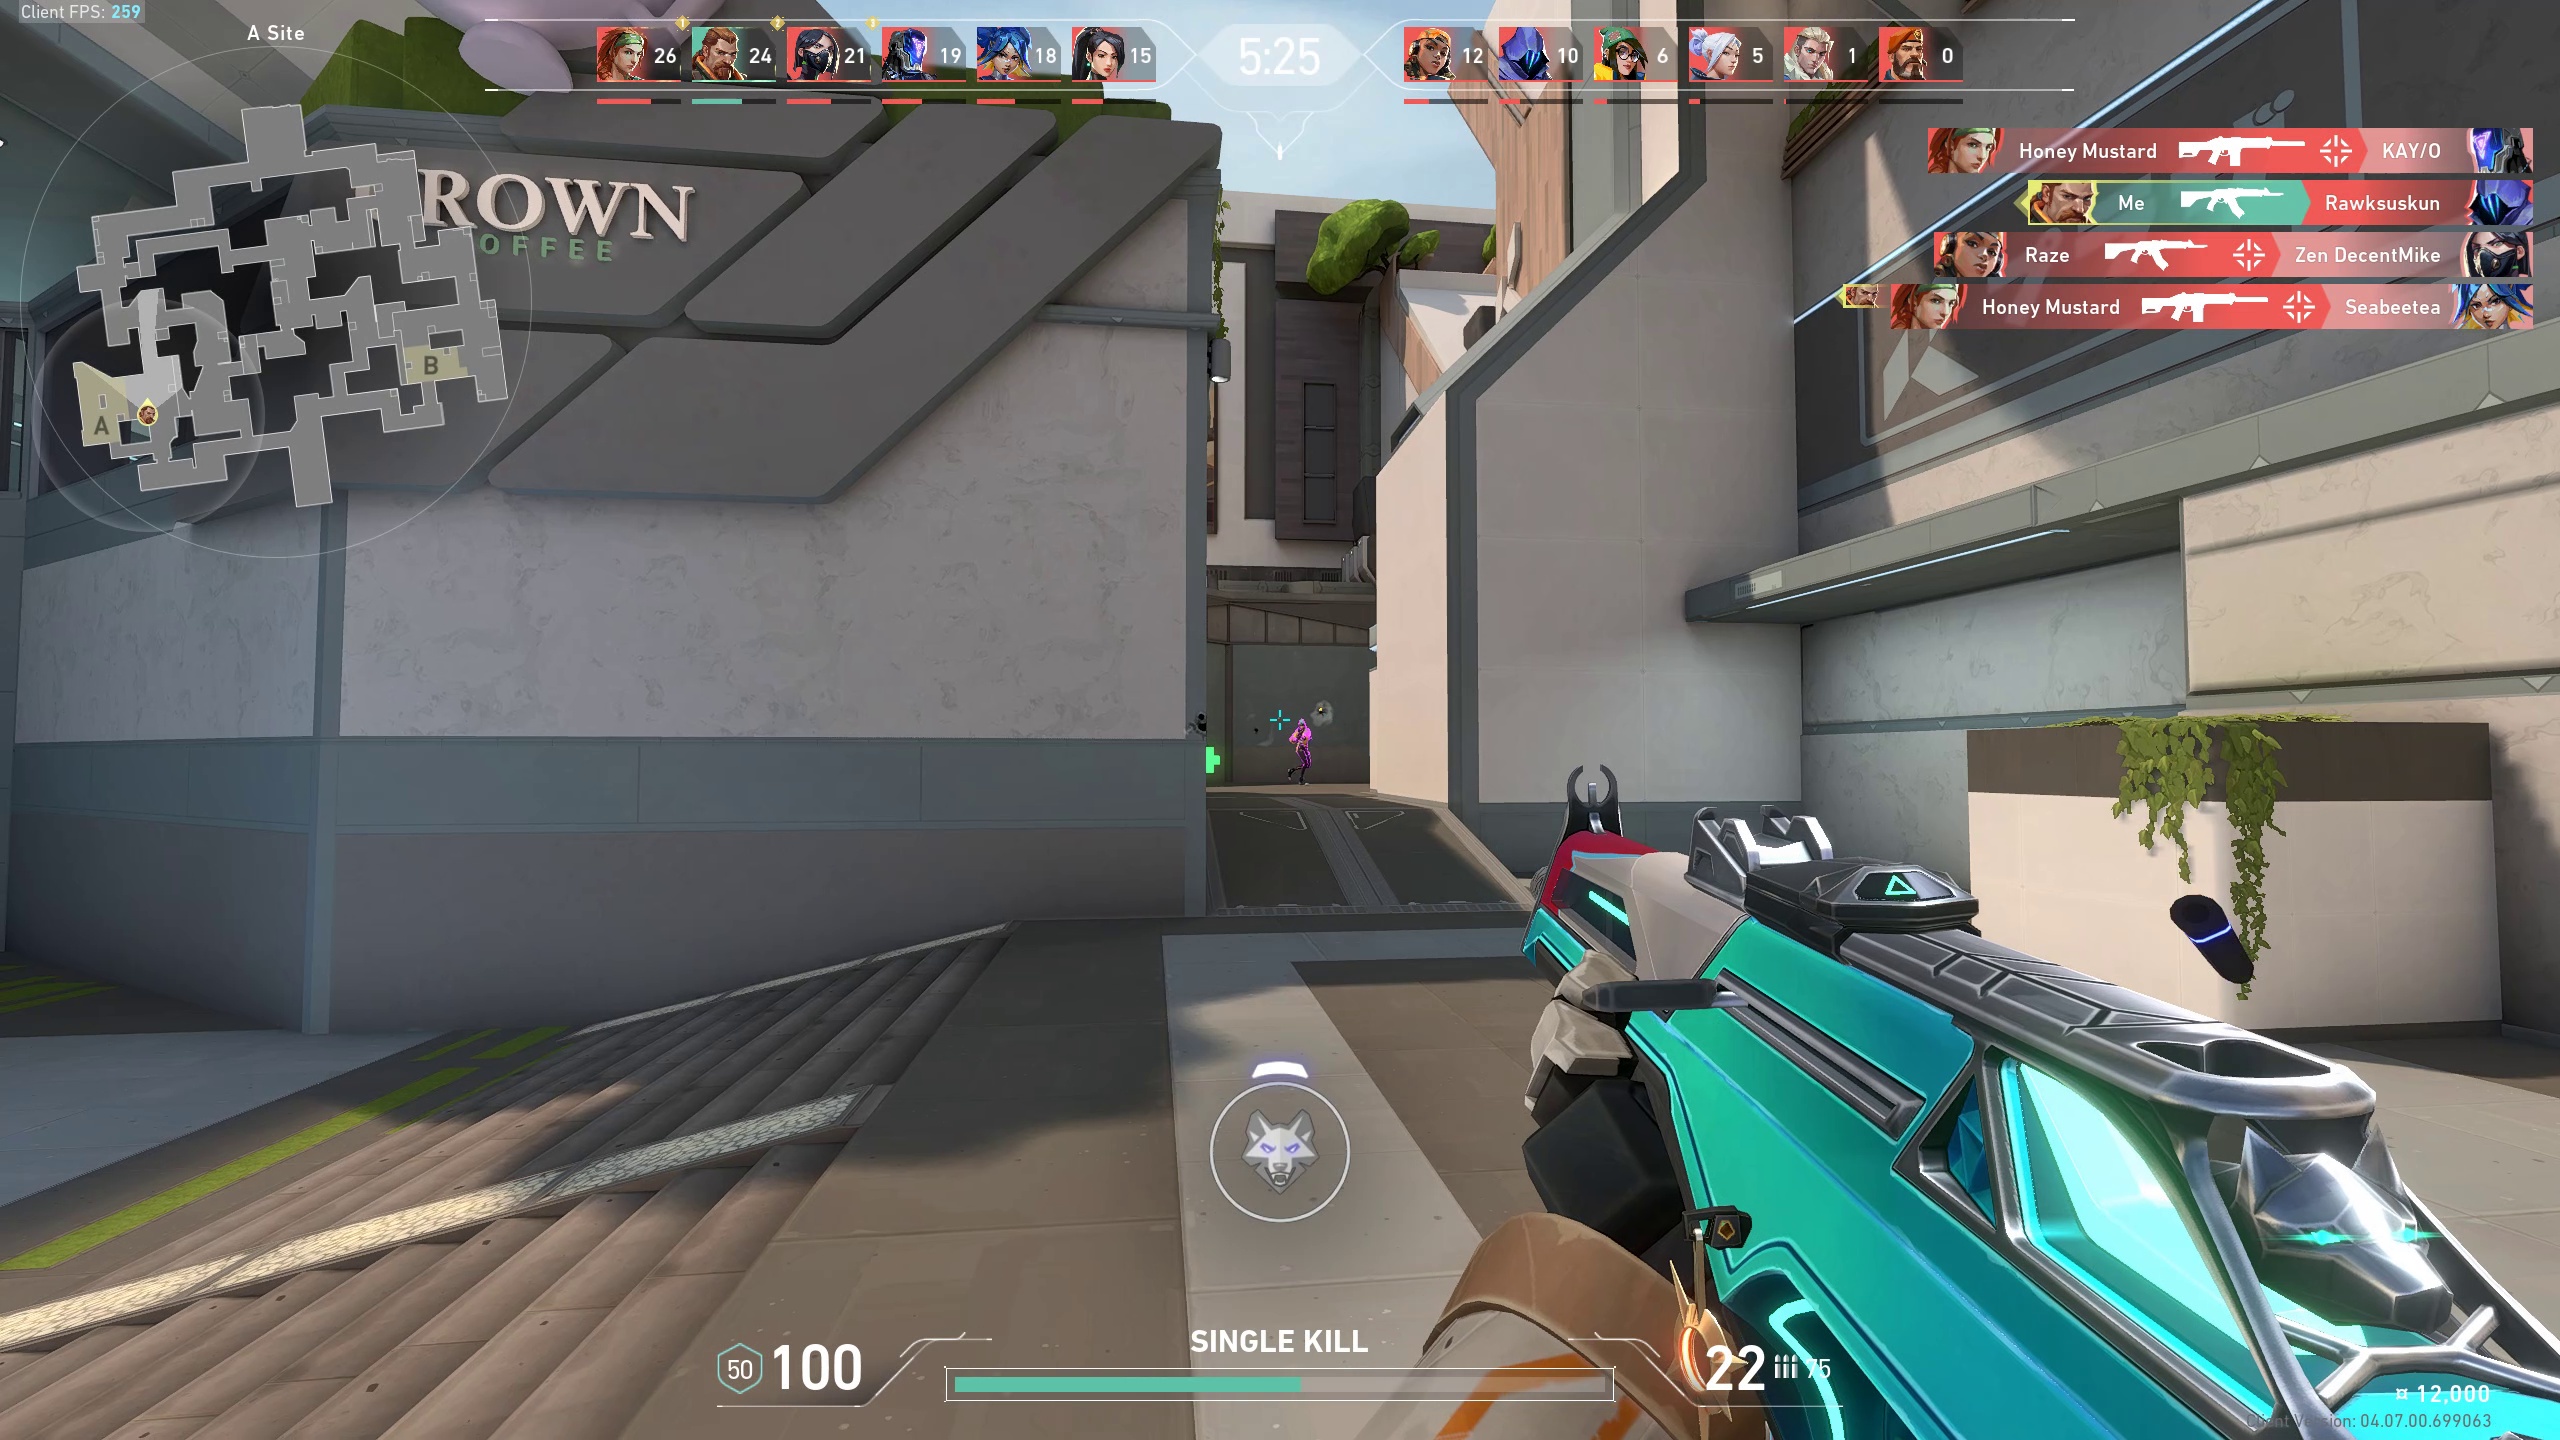 Client FPS: 259
A Site
26
24
21
19
18
15
5:25
12
10
6
5
1
0
Honey Mustard KAY/O
Me Rawksuskun
Raze Zen DecentMike
Honey Mustard Seabeetea
ROWN
OFFEE
A
B
SINGLE KILL
50 100
22 75
¤ 12,000
Client Version: 04.07.00.699063